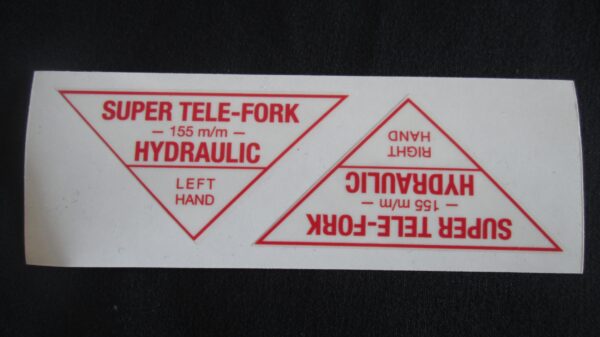 SUPER TELE-FORK
— 155 m/m —
HYDRAULIC
LEFT
HAND
SUPER TELE-FORK
— 155 m/m —
HYDRAULIC
RIGHT
HAND